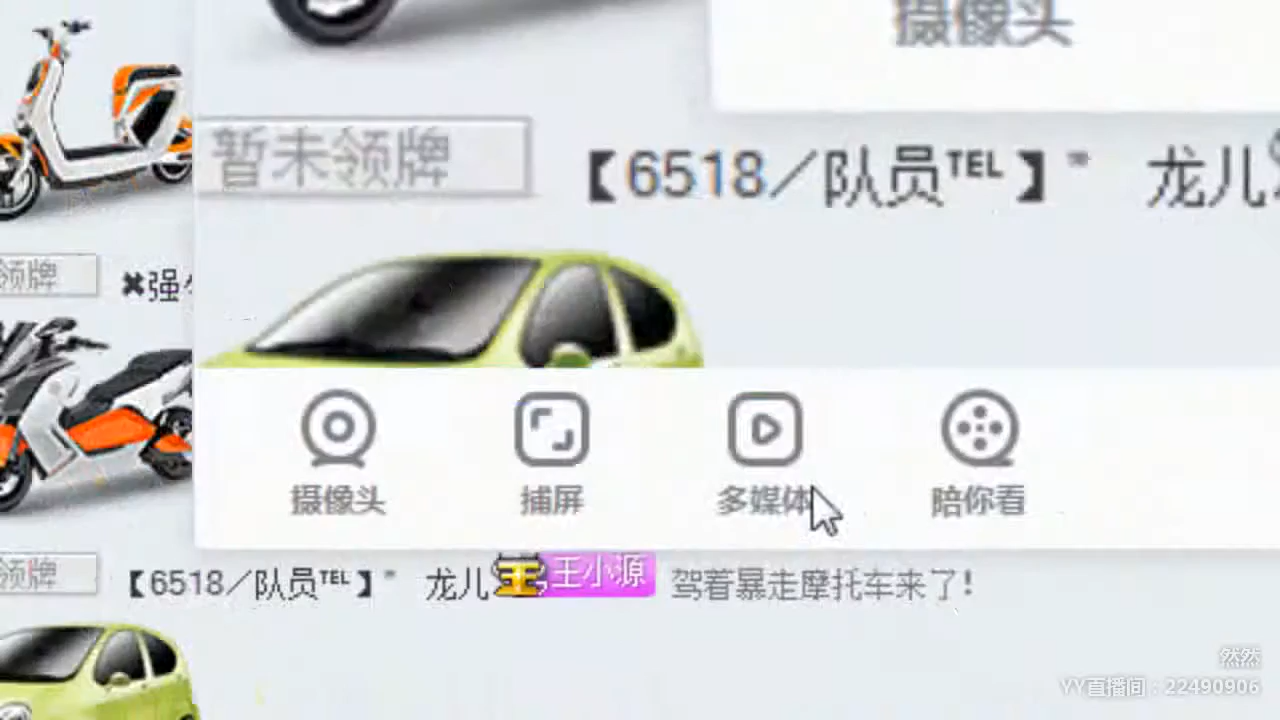 摄像头
暂未领牌
【6518／队员TEL】™ 龙儿
领牌
✖强
摄像头
捕屏
多媒体
陪你看
领牌
【6518／队员TEL】™ 龙儿 王 王小源 驾着暴走摩托车来了!
然然
YY直播间：22490906